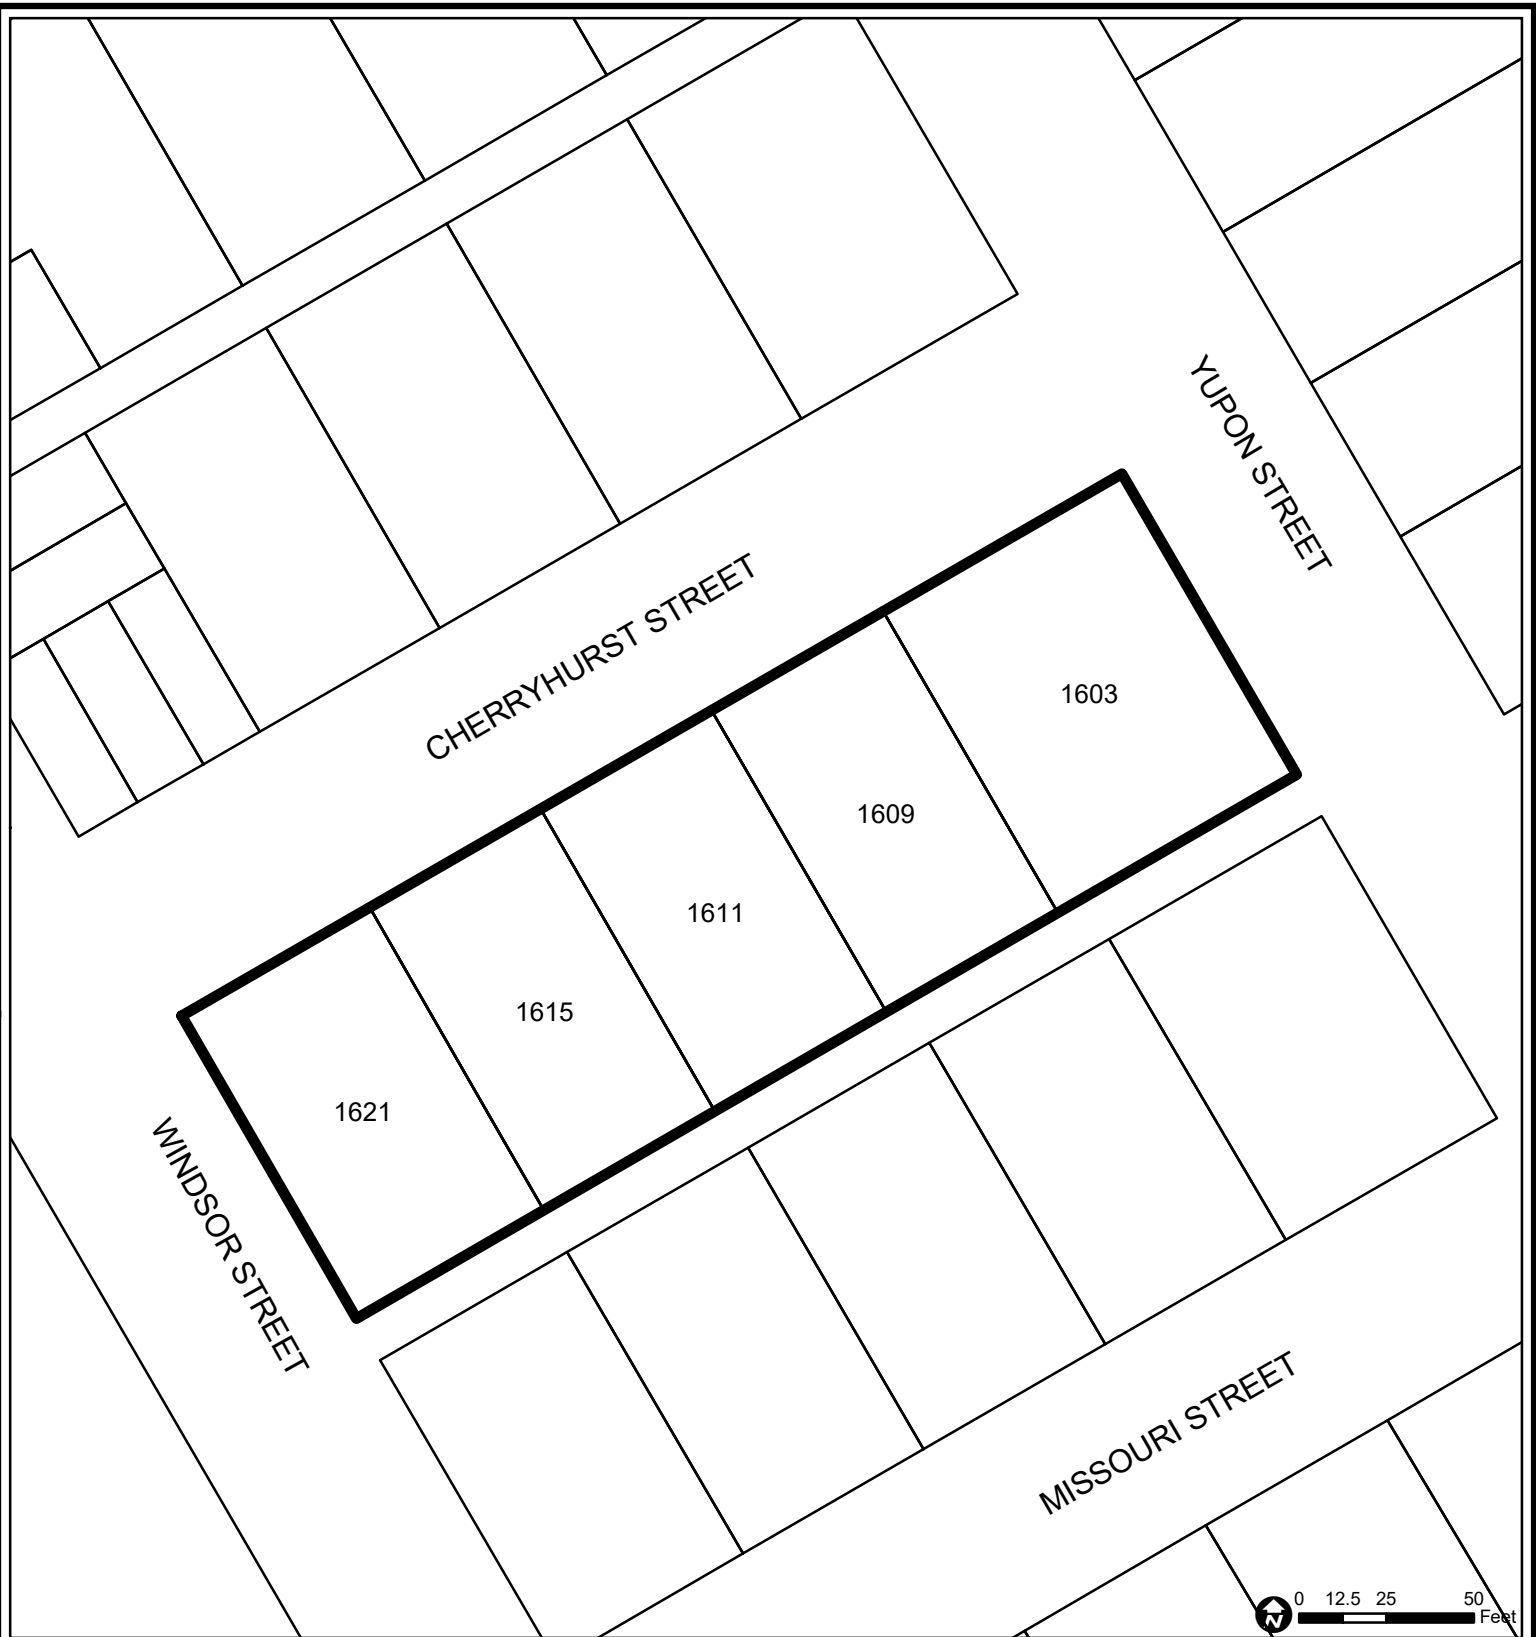 YUPON STREET
CHERRYHURST STREET
1603
1609
1611
1615
1621
WINDSOR STREET
MISSOURI STREET
0 12.5 25 50
Feet
N